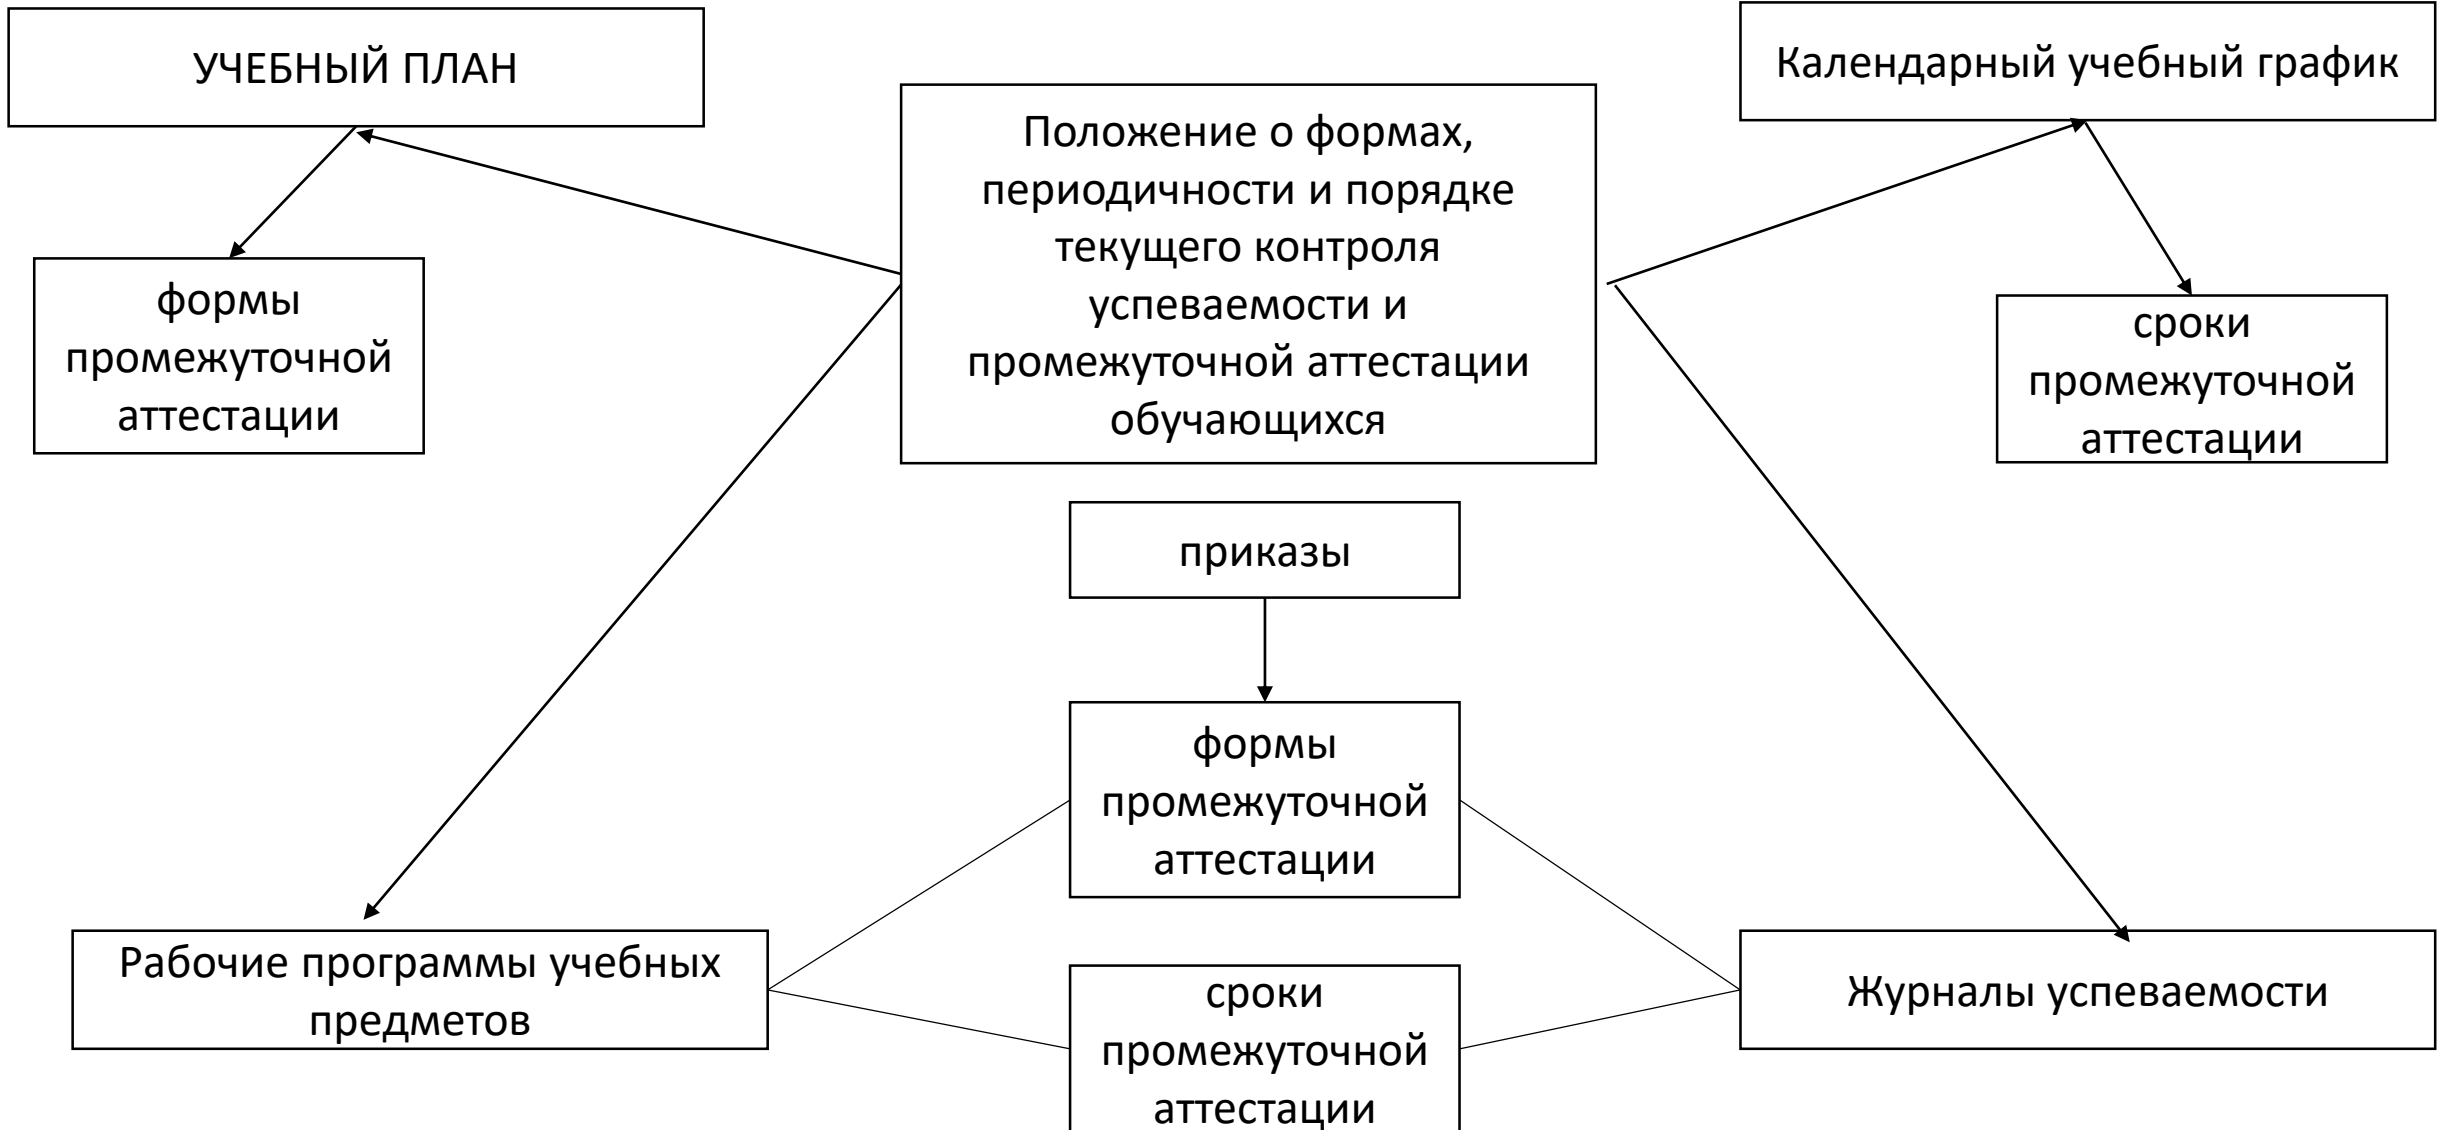 УЧЕБНЫЙ ПЛАН
Календарный учебный график
Положение о формах,
периодичности и порядке
текущего контроля
успеваемости и
промежуточной аттестации
обучающихся
формы
промежуточной
аттестации
сроки
промежуточной
аттестации
приказы
формы
промежуточной
аттестации
Рабочие программы учебных
предметов
сроки
промежуточной
аттестации
Журналы успеваемости